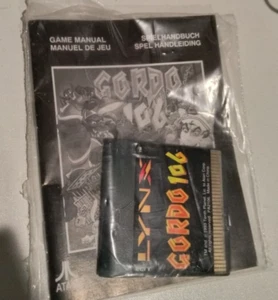 GAME MANUAL
MANUEL DE JEU
SPIELHANDBUCH
SPEL HANDLEIDING
GORDO
106
ATARI
LYNX
GORDO 106